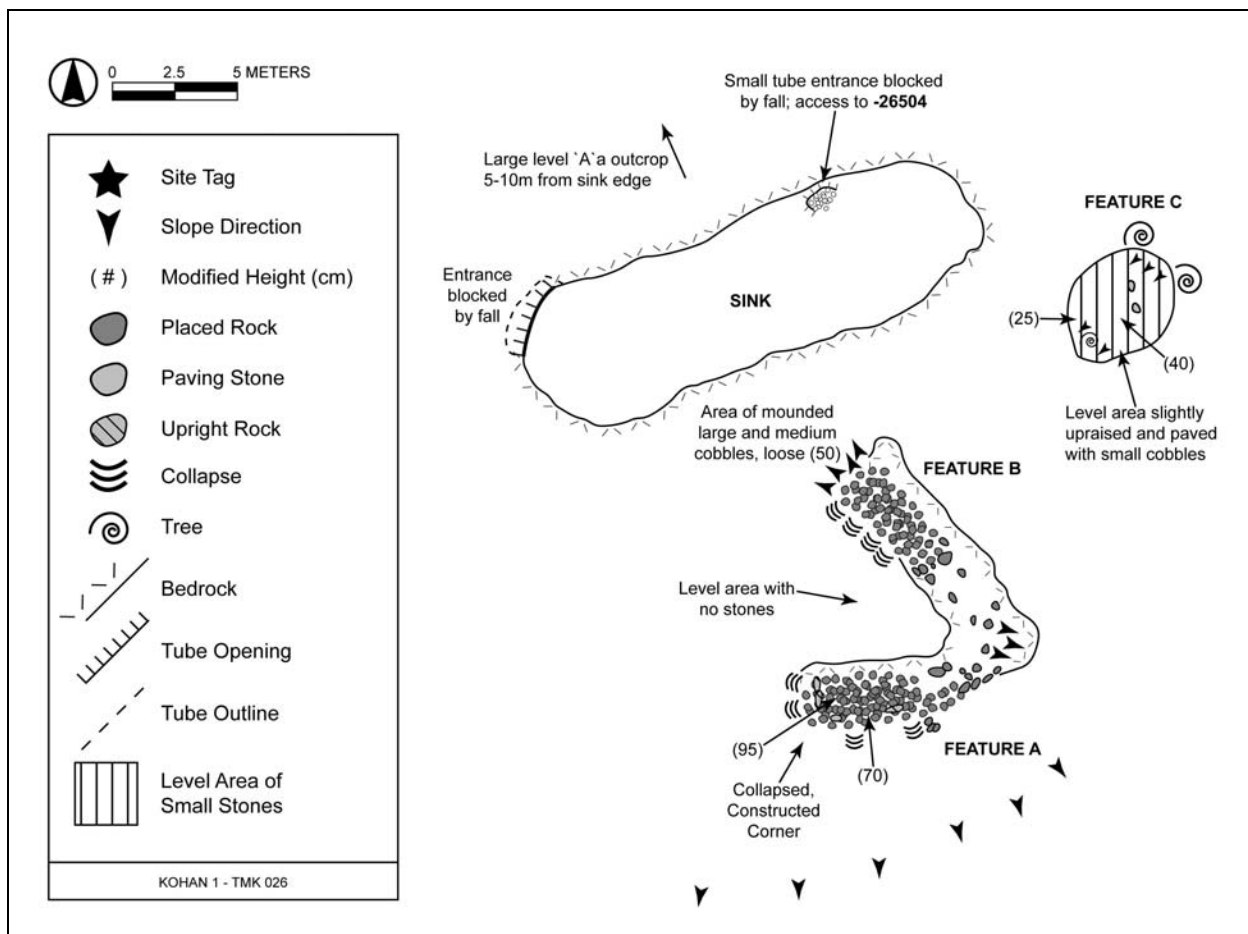 0 2.5 5 METERS
Site Tag
Slope Direction
( # ) Modified Height (cm)
Placed Rock
Paving Stone
Upright Rock
Collapse
Tree
Bedrock
Tube Opening
Tube Outline
Level Area of
Small Stones
KOHAN 1 - TMK 026
Small tube entrance blocked
by fall; access to -26504
Large level `A`a outcrop
5-10m from sink edge
Entrance
blocked
by fall
SINK
FEATURE C
(25)
(40)
Level area slightly
upraised and paved
with small cobbles
Area of mounded
large and medium
cobbles, loose (50)
FEATURE B
Level area with
no stones
(95)
(70)
FEATURE A
Collapsed,
Constructed
Corner